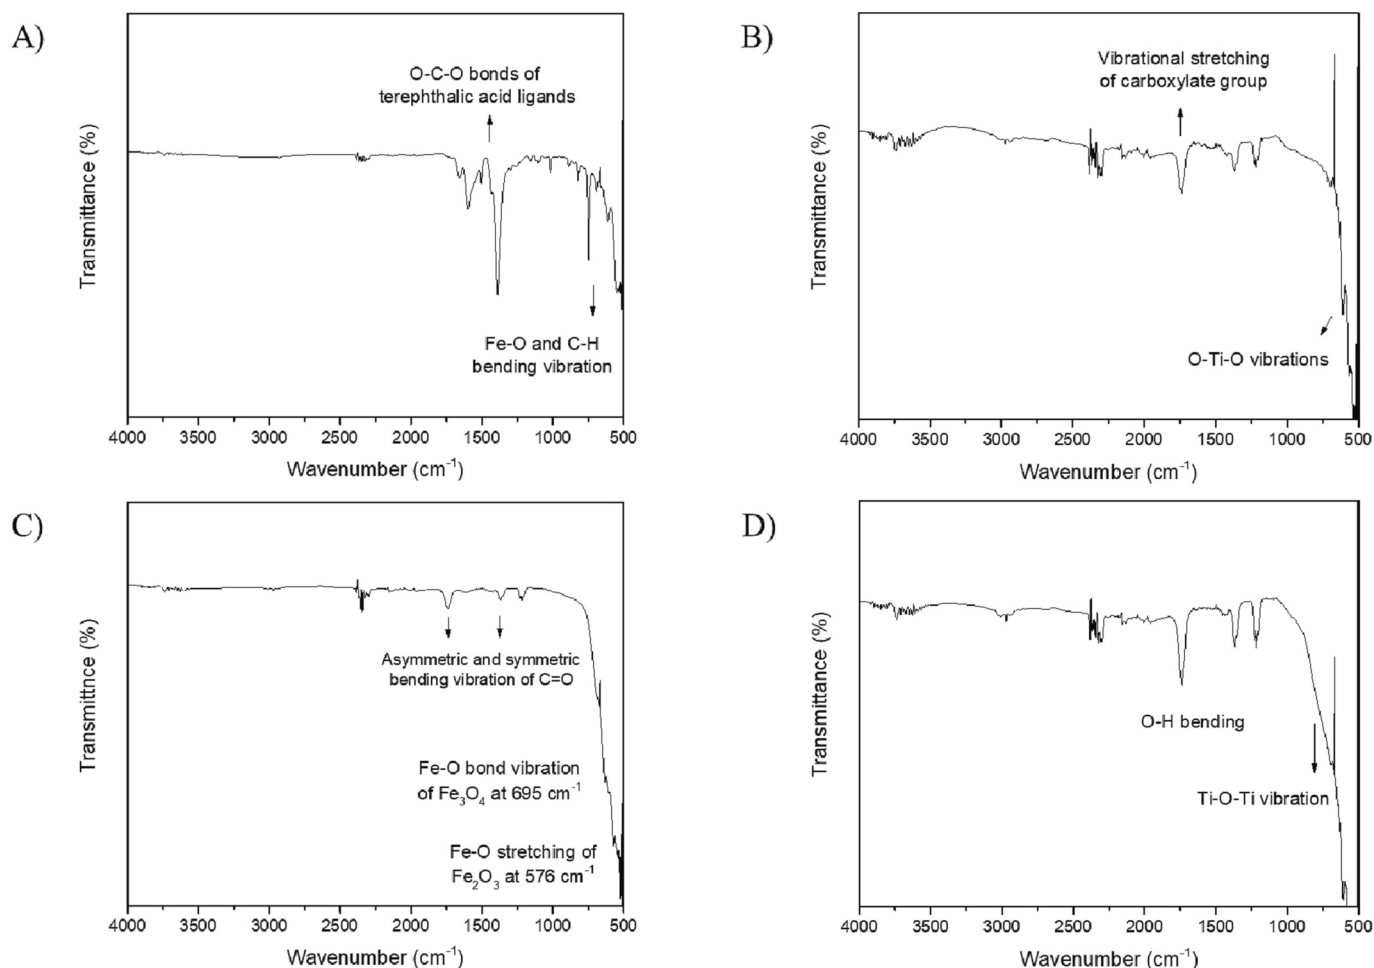 A)
O-C-O bonds of
terephthalic acid ligands
Transmittance (%)
Fe-O and C-H
bending vibration
4000 3500 3000 2500 2000 1500 1000 500
Wavenumber (cm⁻¹)
B)
Vibrational stretching
of carboxylate group
Transmittance (%)
O-Ti-O vibrations
4000 3500 3000 2500 2000 1500 1000 500
Wavenumber (cm⁻¹)
C)
Transmittnce (%)
Asymmetric and symmetric
bending vibration of C=O
Fe-O bond vibration
of Fe₃O₄ at 695 cm⁻¹
Fe-O stretching of
Fe₂O₃ at 576 cm⁻¹
4000 3500 3000 2500 2000 1500 1000 500
Wavenumber (cm⁻¹)
D)
Transmittance (%)
O-H bending
Ti-O-Ti vibration
4000 3500 3000 2500 2000 1500 1000 500
Wavenumber (cm⁻¹)